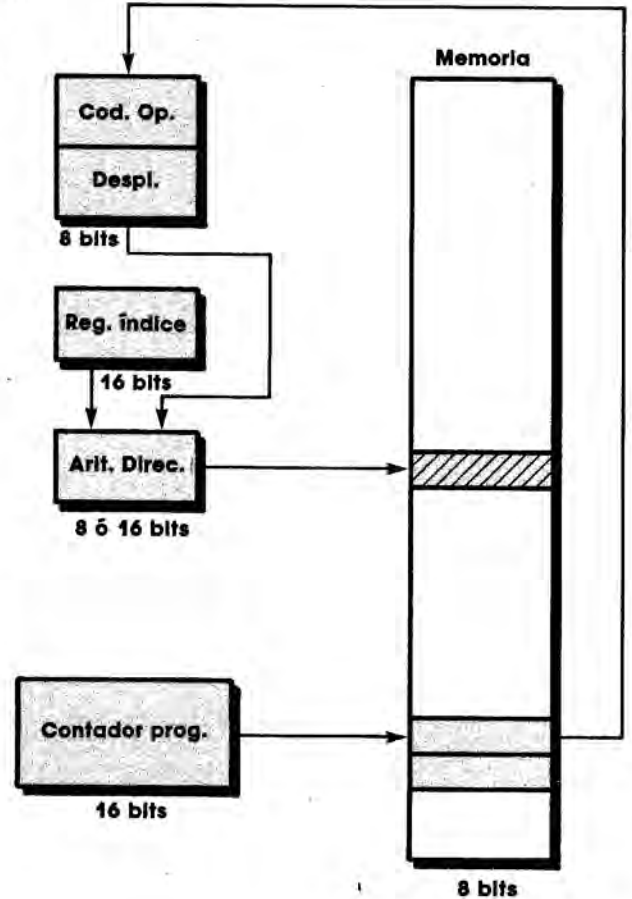 Memoria
Cod. Op.
Despl.
8 bits
Reg. índice
16 bits
Arit. Direc.
8 ó 16 bits
Contador prog.
16 bits
8 bits